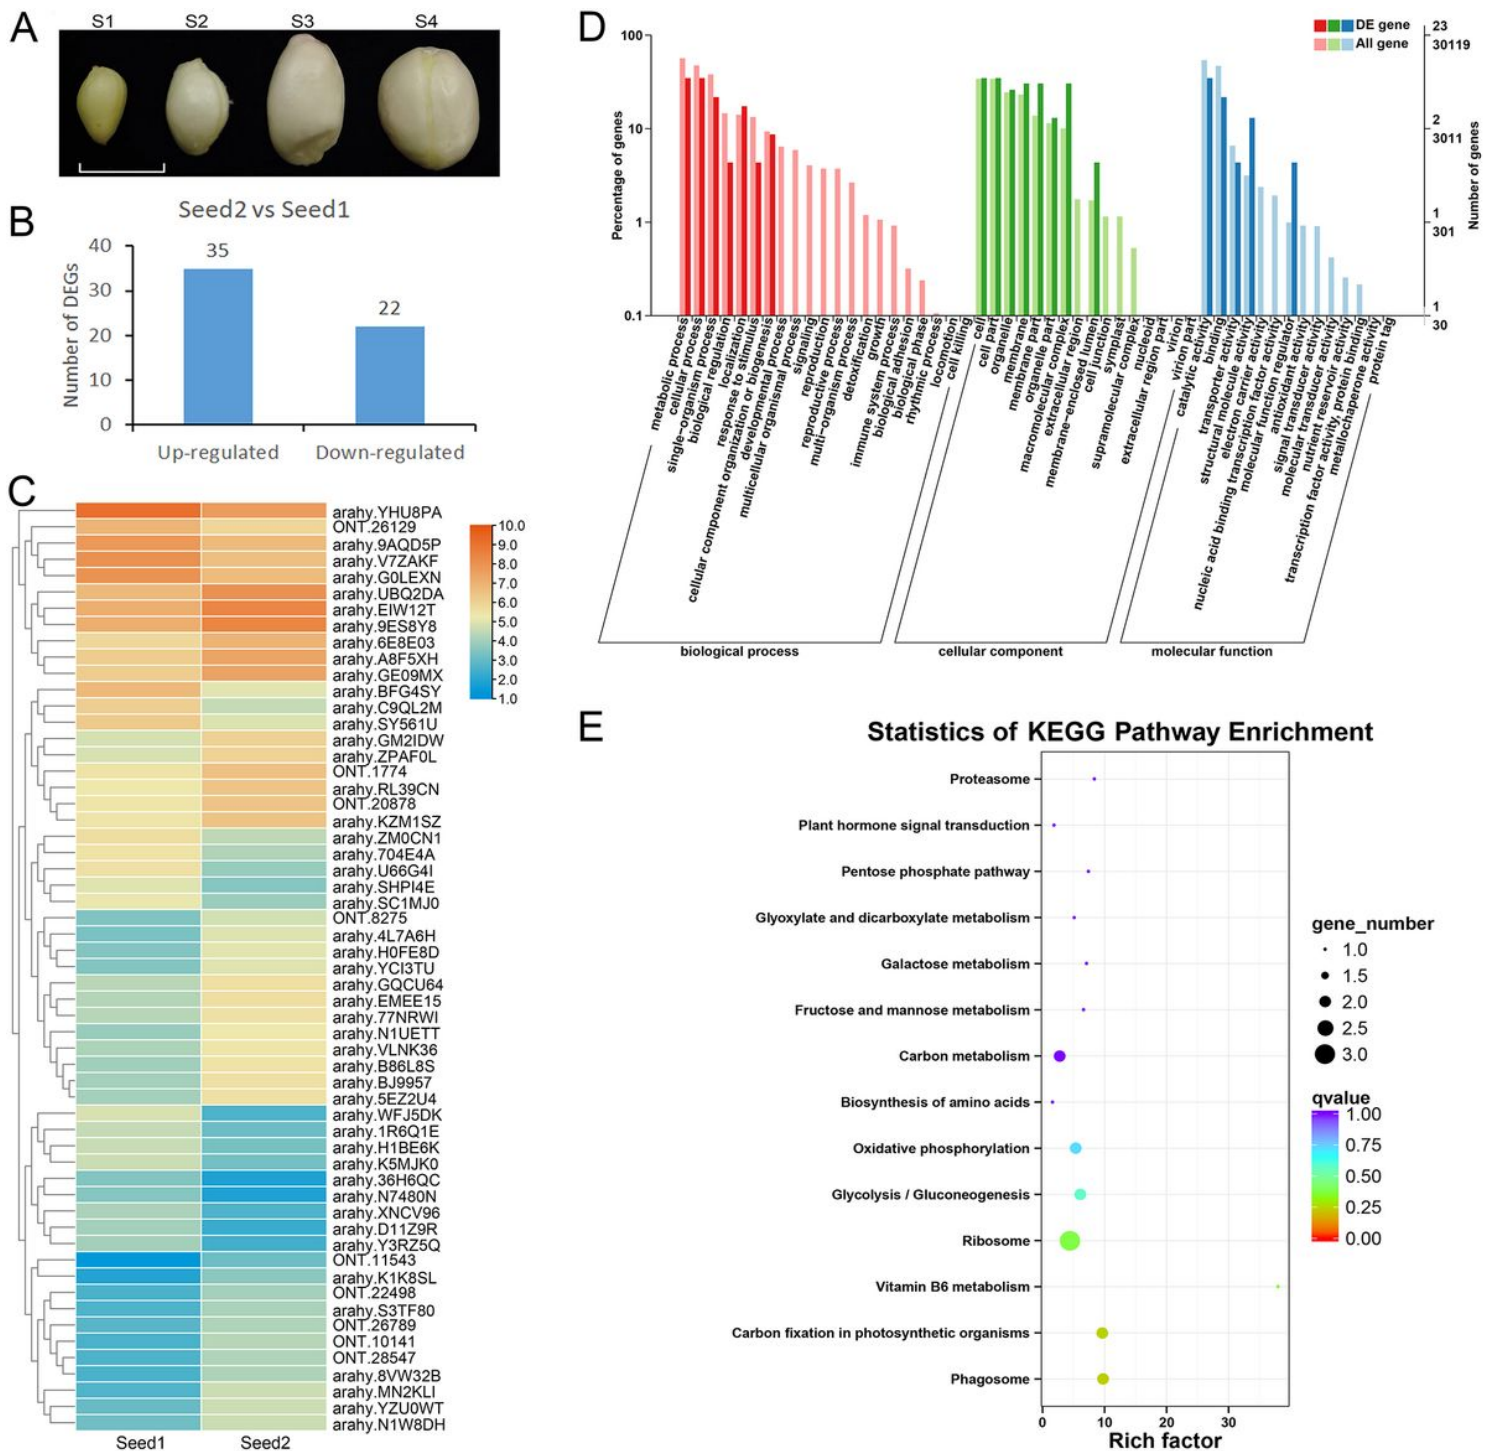 A
S1
S2
S3
S4
B
Seed2 vs Seed1
Number of DEGs
40
30
20
10
0
35
22
Up-regulated
Down-regulated
C
arahy.YHU8PA
ONT.26129
arahy.9AQD5P
arahy.V7ZAKF
arahy.G0LEXN
arahy.UBQ2DA
arahy.EIW12T
arahy.9ES8Y8
arahy.6E8E03
arahy.A8F5XH
arahy.GE09MX
arahy.BFG4SY
arahy.C9QL2M
arahy.SY561U
arahy.GM2IDW
arahy.ZPAF0L
ONT.1774
arahy.RL39CN
ONT.20878
arahy.KZM1SZ
arahy.ZM0CN1
arahy.704E4A
arahy.U66G4I
arahy.SHPI4E
arahy.SC1MJ0
ONT.8275
arahy.4L7A6H
arahy.H0FE8D
arahy.YCI3TU
arahy.GQCU64
arahy.EMEE15
arahy.77NRWI
arahy.N1UETT
arahy.VLNK36
arahy.B86L8S
arahy.BJ9957
arahy.5EZ2U4
arahy.WFJ5DK
arahy.1R6Q1E
arahy.H1BE6K
arahy.K5MJK0
arahy.36H6QC
arahy.N7480N
arahy.XNCV96
arahy.D11Z9R
arahy.Y3RZ5Q
ONT.11543
arahy.K1K8SL
ONT.22498
arahy.S3TF80
ONT.26789
ONT.10141
ONT.28547
arahy.8VW32B
arahy.MN2KLI
arahy.YZU0WT
arahy.N1W8DH
Seed1
Seed2
10.0
9.0
8.0
7.0
6.0
5.0
4.0
3.0
2.0
1.0
D
DE gene
All gene
Percentage of genes
100
10
1
0.1
23
30119
2
3011
1
301
1
30
Number of genes
metabolic process
cellular process
single−organism process
biological regulation
localization
response to stimulus
cellular component organization or biogenesis
developmental process
multicellular organismal process
signaling
reproduction
reproductive process
multi−organism process
detoxification
growth
immune system process
biological adhesion
biological phase
rhythmic process
locomotion
cell killing
cell
cell part
organelle
membrane
membrane part
organelle part
macromolecular complex
extracellular region
membrane−enclosed lumen
cell junction
symplast
supramolecular complex
nucleoid
extracellular region part
virion
virion part
catalytic activity
binding
transporter activity
structural molecule activity
electron carrier activity
nucleic acid binding transcription factor activity
molecular function regulator
antioxidant activity
signal transducer activity
molecular transducer activity
nutrient reservoir activity
transcription factor activity, protein binding
metallochaperone activity
protein tag
biological process
cellular component
molecular function
E
Statistics of KEGG Pathway Enrichment
Proteasome
Plant hormone signal transduction
Pentose phosphate pathway
Glyoxylate and dicarboxylate metabolism
Galactose metabolism
Fructose and mannose metabolism
Carbon metabolism
Biosynthesis of amino acids
Oxidative phosphorylation
Glycolysis / Gluconeogenesis
Ribosome
Vitamin B6 metabolism
Carbon fixation in photosynthetic organisms
Phagosome
0
10
20
30
Rich factor
gene_number
1.0
1.5
2.0
2.5
3.0
qvalue
1.00
0.75
0.50
0.25
0.00